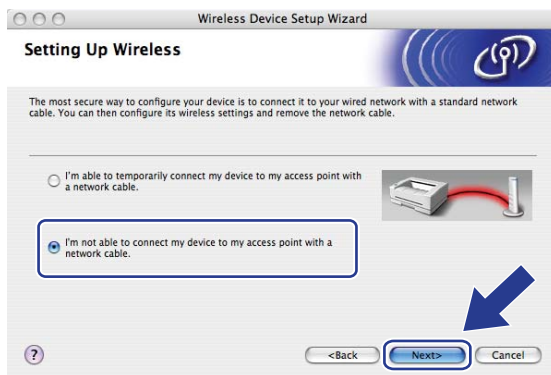 Wireless Device Setup Wizard
Setting Up Wireless
The most secure way to configure your device is to connect it to your wired network with a standard network
cable. You can then configure its wireless settings and remove the network cable.
I'm able to temporarily connect my device to my access point with
a network cable.
I'm not able to connect my device to my access point with a
network cable.
?
<Back
Next>
Cancel